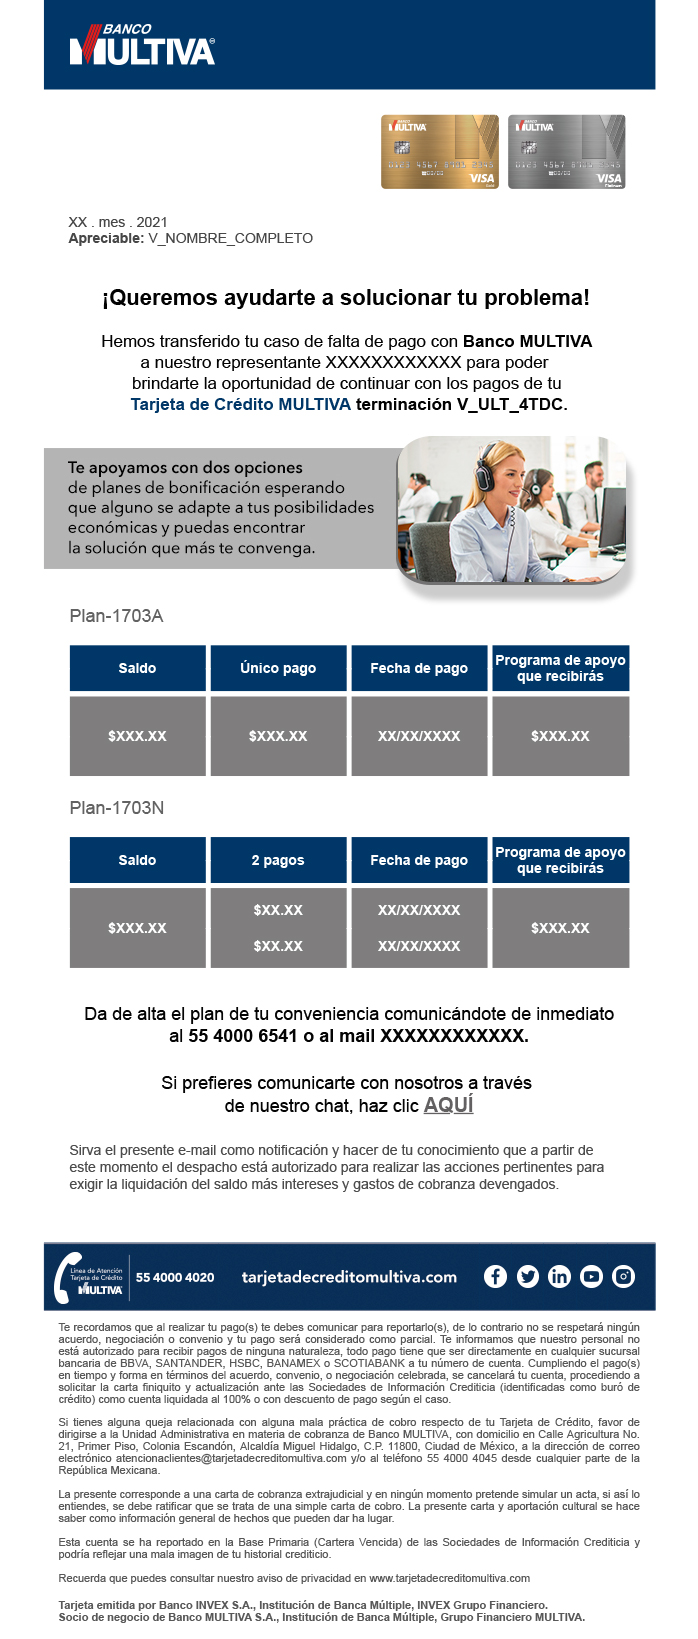 BANCO
MULTIVA
BANCO
MULTIVA
VISA
Gold
BANCO
MULTIVA
VISA
Platinum
XX . mes . 2021
Apreciable: V_NOMBRE_COMPLETO
¡Queremos ayudarte a solucionar tu problema!
Hemos transferido tu caso de falta de pago con Banco MULTIVA
a nuestro representante XXXXXXXXXXXX para poder
brindarte la oportunidad de continuar con los pagos de tu
Tarjeta de Crédito MULTIVA terminación V_ULT_4TDC.
Te apoyamos con dos opciones
de planes de bonificación esperando
que alguno se adapte a tus posibilidades
económicas y puedas encontrar
la solución que más te convenga.
Plan-1703A
Saldo Único pago Fecha de pago Programa de apoyo
que recibirás
$XXX.XX $XXX.XX XX/XX/XXXX $XXX.XX
Plan-1703N
Saldo 2 pagos Fecha de pago Programa de apoyo
que recibirás
$XX.XX XX/XX/XXXX
$XXX.XX $XXX.XX
$XX.XX XX/XX/XXXX
Da de alta el plan de tu conveniencia comunicándote de inmediato
al 55 4000 6541 o al mail XXXXXXXXXXXX.
Si prefieres comunicarte con nosotros a través
de nuestro chat, haz clic AQUÍ
Sirva el presente e-mail como notificación y hacer de tu conocimiento que a partir de
este momento el despacho está autorizado para realizar las acciones pertinentes para
exigir la liquidación del saldo más intereses y gastos de cobranza devengados.
Línea de Atención
Tarjeta de Crédito
MULTIVA
55 4000 4020
tarjetadecreditomultiva.com
Te recordamos que al realizar tu pago(s) te debes comunicar para reportarlo(s), de lo contrario no se respetará ningún
acuerdo, negociación o convenio y tu pago será considerado como parcial. Te informamos que nuestro personal no
está autorizado para recibir pagos de ninguna naturaleza, todo pago tiene que ser directamente en cualquier sucursal
bancaria de BBVA, SANTANDER, HSBC, BANAMEX o SCOTIABANK a tu número de cuenta. Cumpliendo el pago(s)
en tiempo y forma en términos del acuerdo, convenio, o negociación celebrada, se cancelará tu cuenta, procediendo a
solicitar la carta finiquito y actualización ante las Sociedades de Información Crediticia (identificadas como buró de
crédito) como cuenta liquidada al 100% o con descuento de pago según el caso.
Si tienes alguna queja relacionada con alguna mala práctica de cobro respecto de tu Tarjeta de Crédito, favor de
dirigirse a la Unidad Administrativa en materia de cobranza de Banco MULTIVA, con domicilio en Calle Agricultura No.
21, Primer Piso, Colonia Escandón, Alcaldía Miguel Hidalgo, C.P. 11800, Ciudad de México, a la dirección de correo
electrónico atencionaclientes@tarjetadecreditomultiva.com y/o al teléfono 55 4000 4045 desde cualquier parte de la
República Mexicana.
La presente corresponde a una carta de cobranza extrajudicial y en ningún momento pretende simular un acta, si así lo
entiendes, se debe ratificar que se trata de una simple carta de cobro. La presente carta y aportación cultural se hace
saber como información general de hechos que pueden dar ha lugar.
Esta cuenta se ha reportado en la Base Primaria (Cartera Vencida) de las Sociedades de Información Crediticia y
podría reflejar una mala imagen de tu historial crediticio.
Recuerda que puedes consultar nuestro aviso de privacidad en www.tarjetadecreditomultiva.com
Tarjeta emitida por Banco INVEX S.A., Institución de Banca Múltiple, INVEX Grupo Financiero.
Socio de negocio de Banco MULTIVA S.A., Institución de Banca Múltiple, Grupo Financiero MULTIVA.